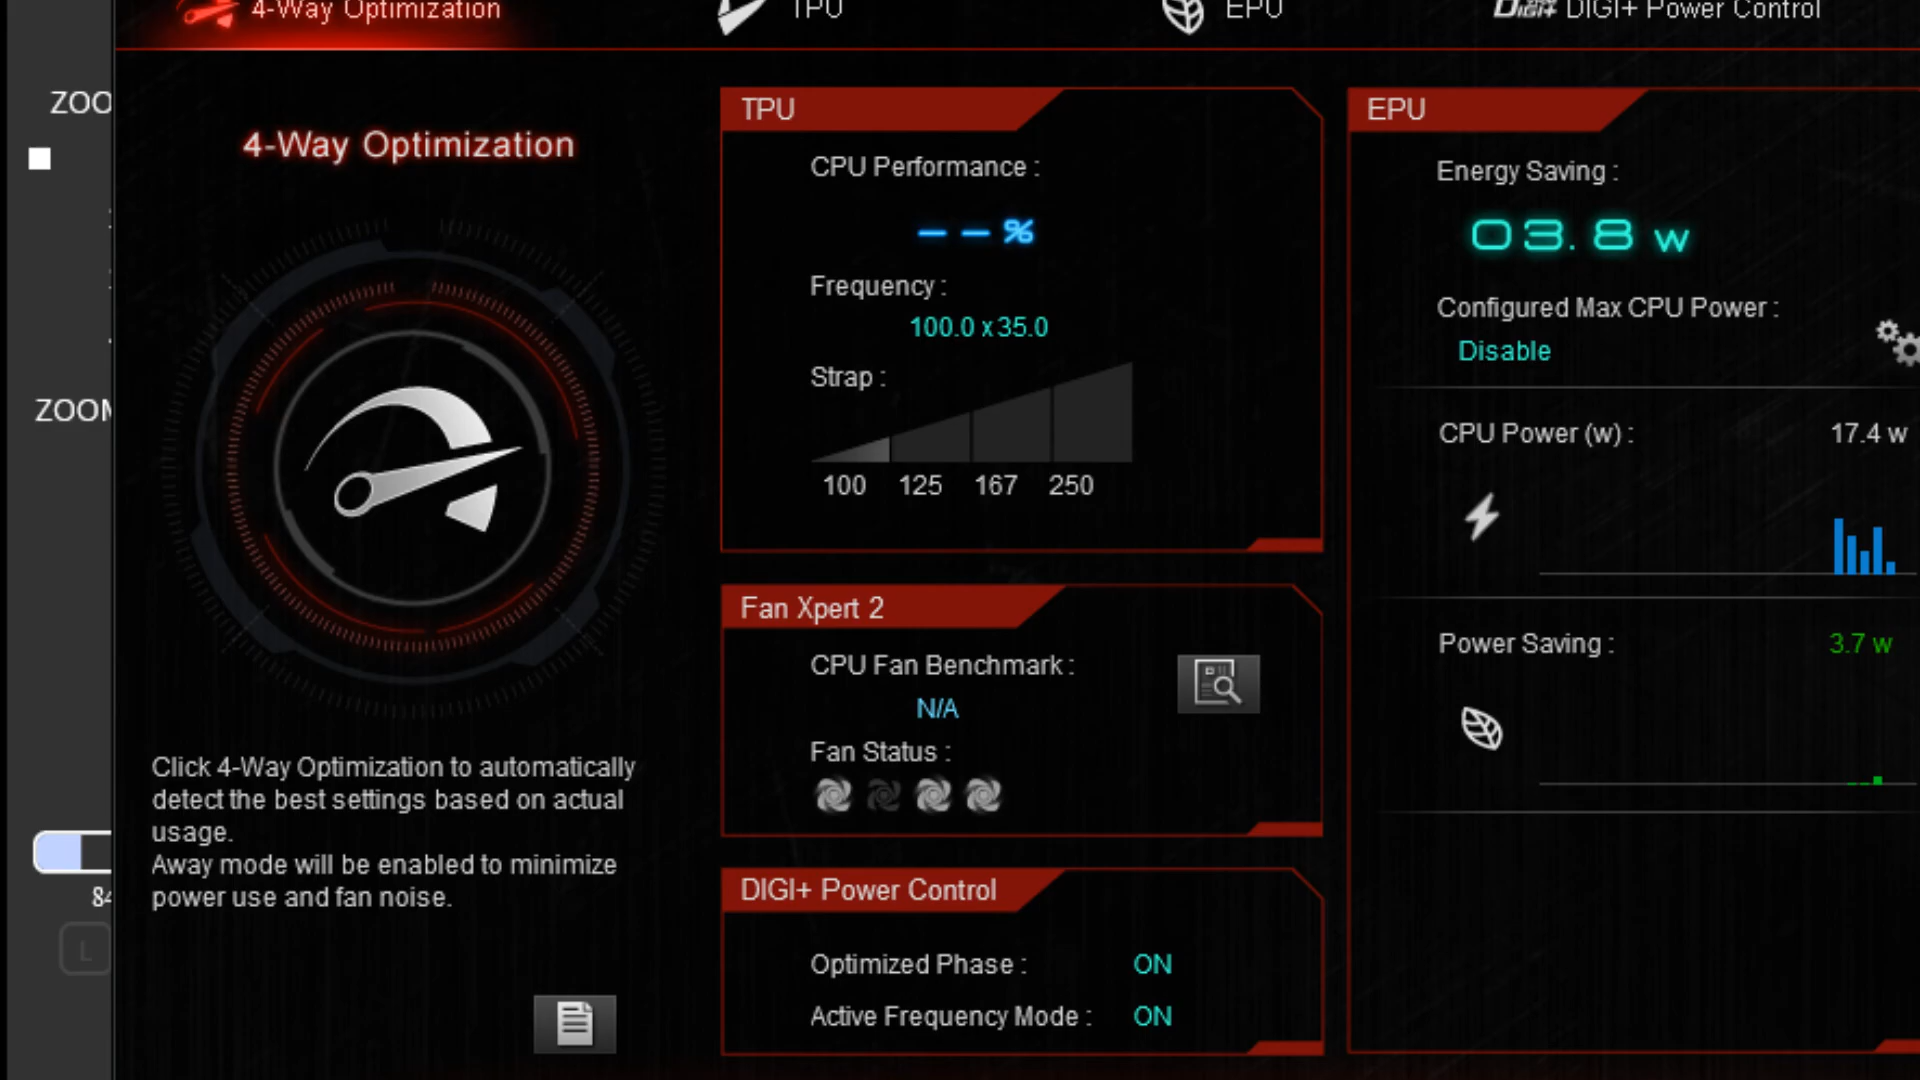 4-Way Optimization
TPU
EPU
DIGI+ DIGI+ Power Control
ZOO
ZOOM
84
L
4-Way Optimization
Click 4-Way Optimization to automatically
detect the best settings based on actual
usage.
Away mode will be enabled to minimize
power use and fan noise.
TPU
CPU Performance :
– – %
Frequency :
100.0 x 35.0
Strap :
100 125 167 250
Fan Xpert 2
CPU Fan Benchmark :
N/A
Fan Status :
DIGI+ Power Control
Optimized Phase : ON
Active Frequency Mode : ON
EPU
Energy Saving :
03.8 w
Configured Max CPU Power :
Disable
CPU Power (w) : 17.4 w
Power Saving : 3.7 w